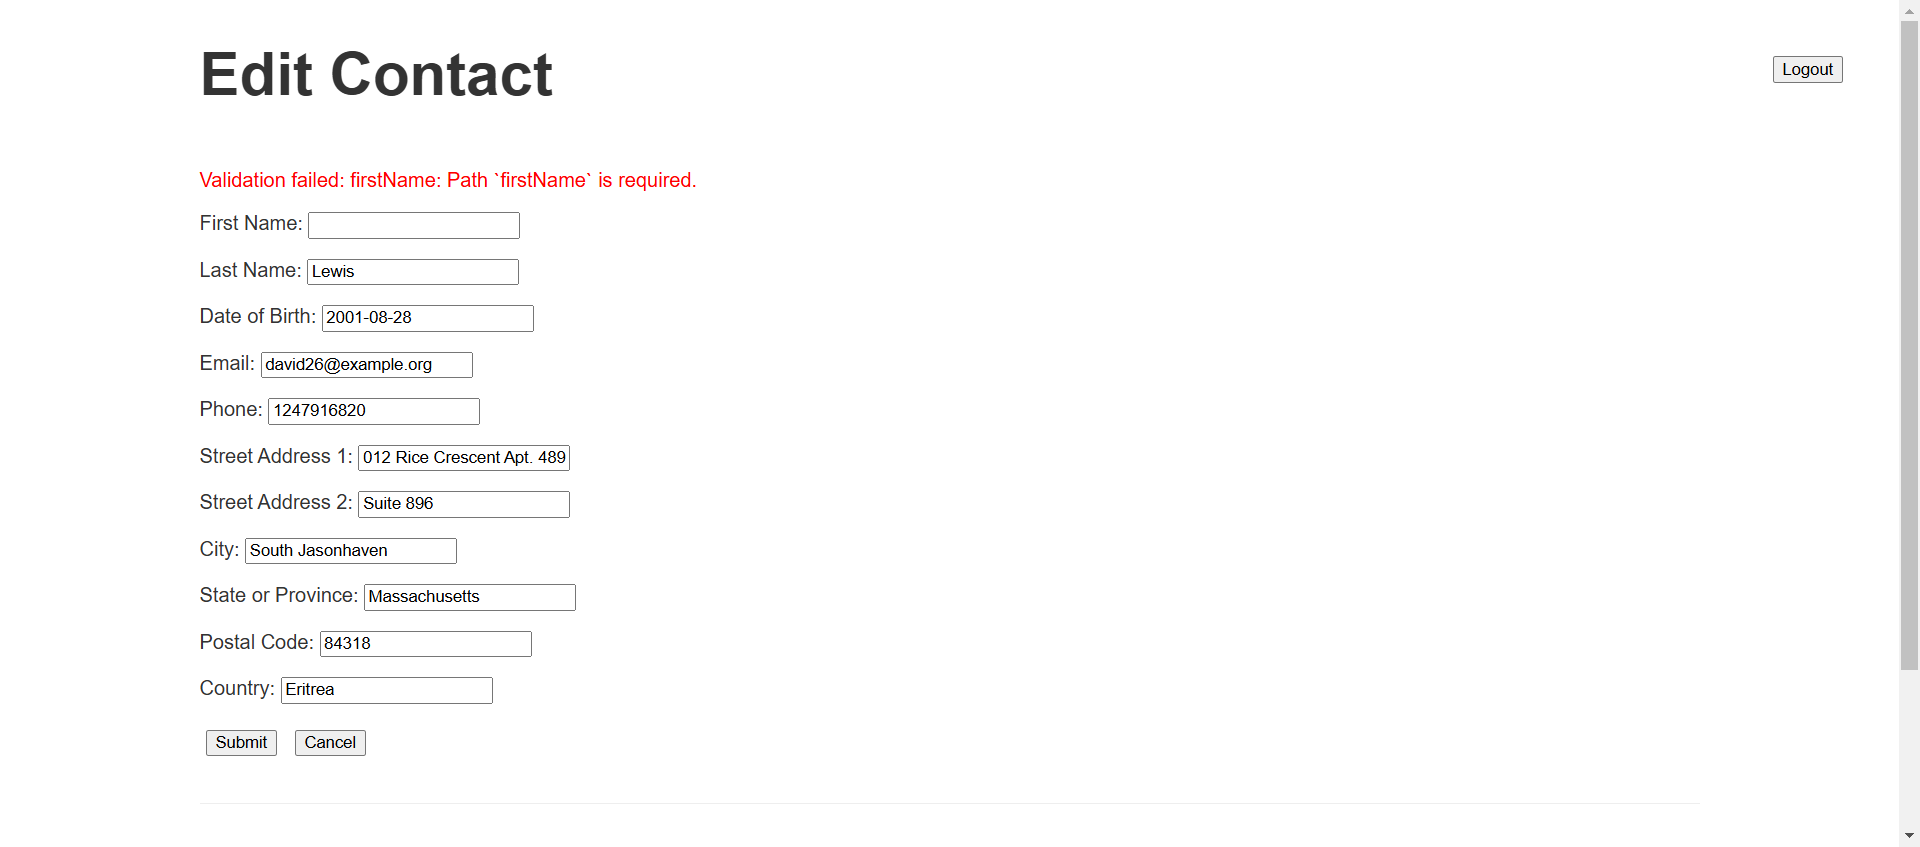 Edit Contact
Logout
Validation failed: firstName: Path `firstName` is required.
First Name:
Last Name: Lewis
Date of Birth: 2001-08-28
Email: david26@example.org
Phone: 1247916820
Street Address 1: 012 Rice Crescent Apt. 489
Street Address 2: Suite 896
City: South Jasonhaven
State or Province: Massachusetts
Postal Code: 84318
Country: Eritrea
Submit Cancel